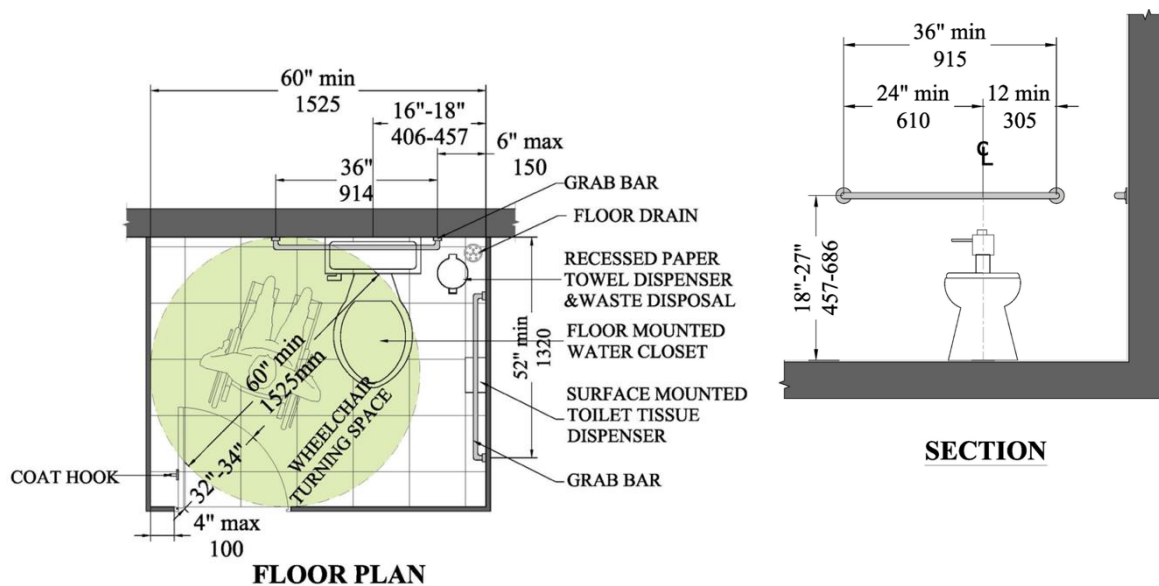 60" min
1525
16"-18"
406-457
6" max
150
36"
914
GRAB BAR
FLOOR DRAIN
RECESSED PAPER
TOWEL DISPENSER
&WASTE DISPOSAL
FLOOR MOUNTED
WATER CLOSET
SURFACE MOUNTED
TOILET TISSUE
DISPENSER
GRAB BAR
52" min
1320
60" min
1525mm
WHEELCHAIR
TURNING SPACE
32"-34"
COAT HOOK
4" max
100
FLOOR PLAN
36" min
915
24" min
610
12 min
305
CL
18"-27"
457-686
SECTION